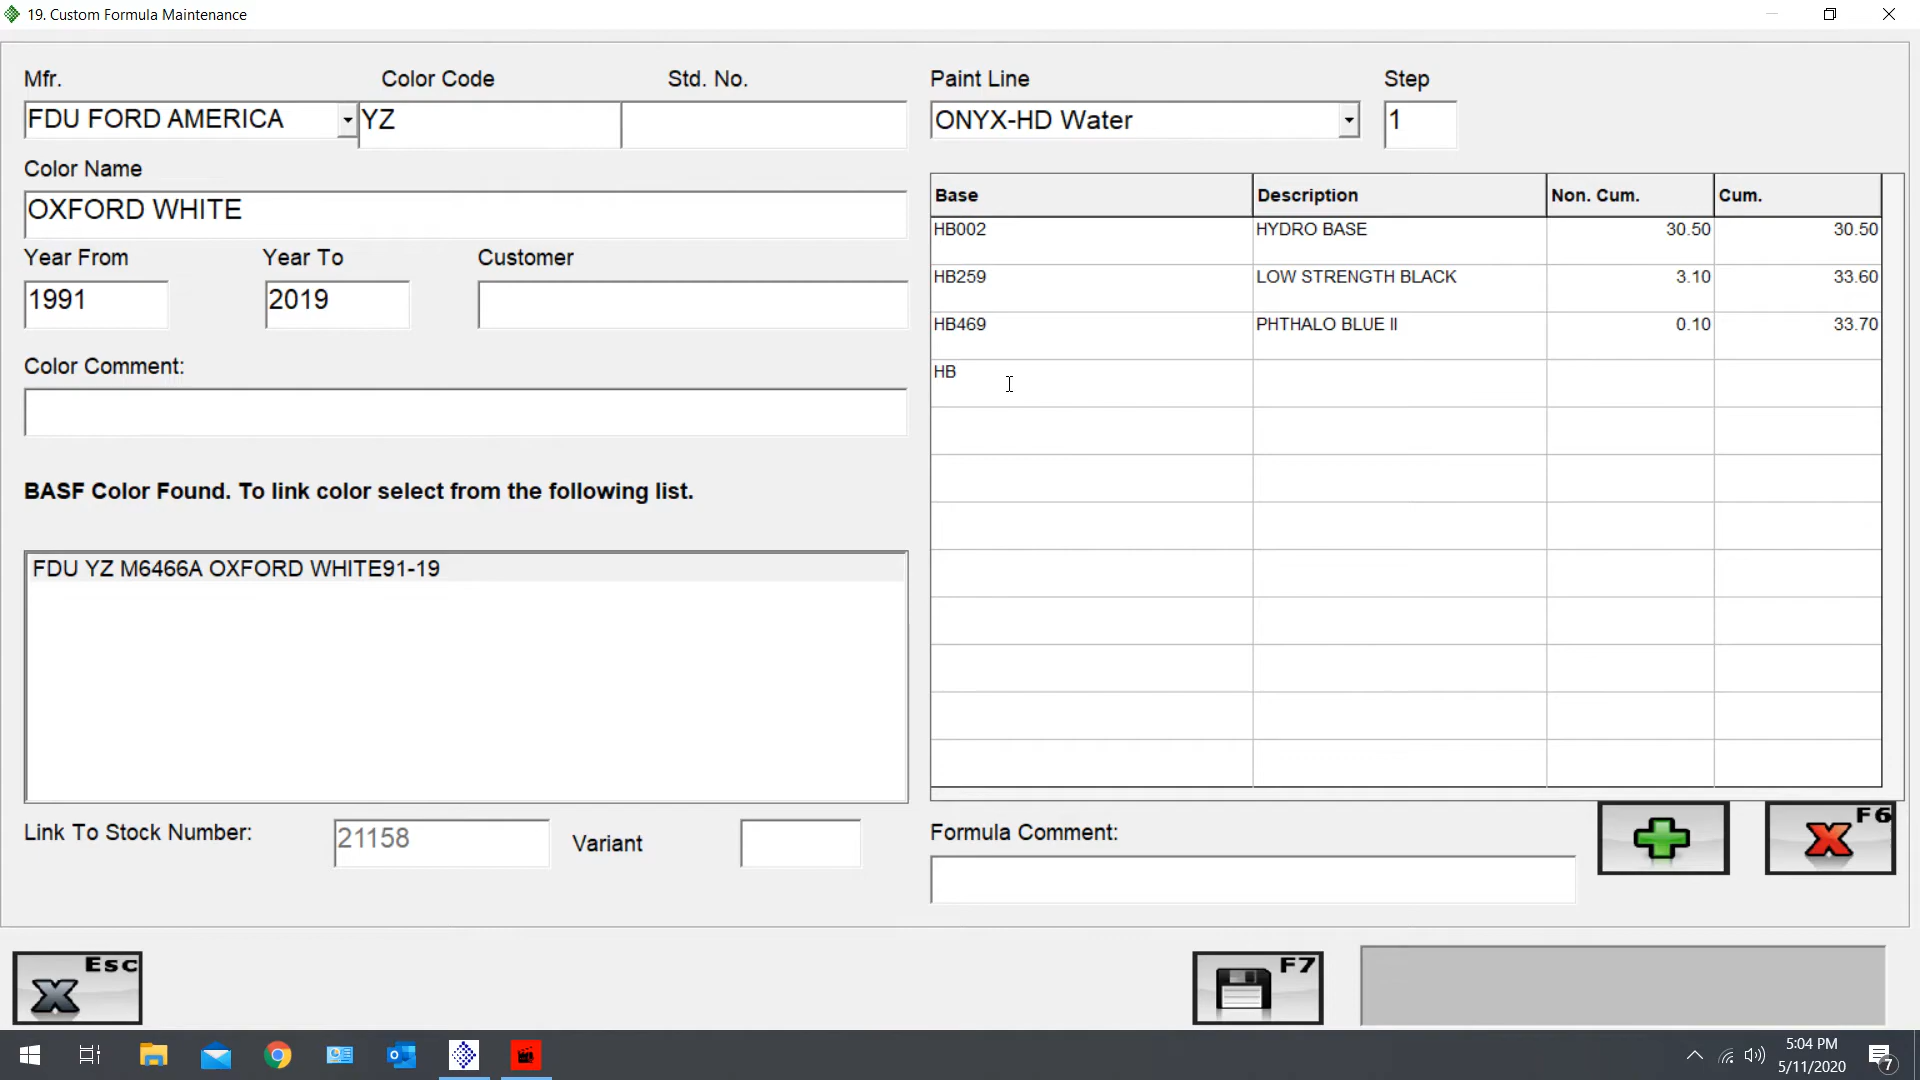 19. Custom Formula Maintenance
Mfr. Color Code Std. No.
FDU FORD AMERICA YZ
Color Name
OXFORD WHITE
Year From Year To Customer
1991 2019
Color Comment:
BASF Color Found. To link color select from the following list.
FDU YZ M6466A OXFORD WHITE91-19
Link To Stock Number: 21158 Variant
Paint Line Step
ONYX-HD Water 1
Base Description Non. Cum. Cum.
HB002 HYDRO BASE 30.50 30.50
HB259 LOW STRENGTH BLACK 3.10 33.60
HB469 PHTHALO BLUE II 0.10 33.70
HB
Formula Comment:
F6
Esc
F7
5:04 PM
5/11/2020
7